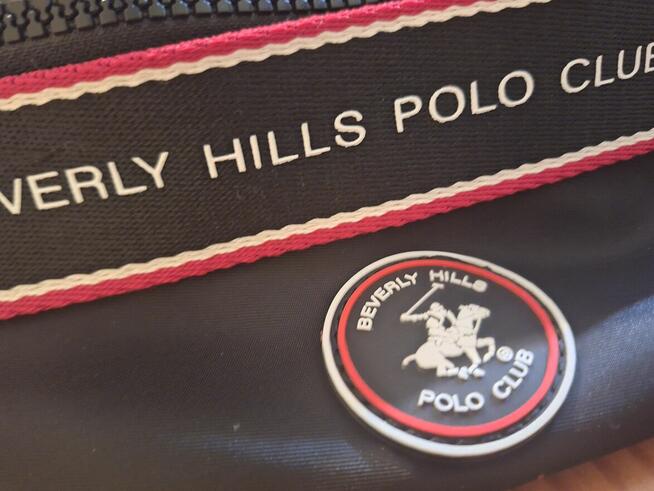 VERLY HILLS POLO CLUB
BEVERLY HILLS
®
POLO CLUB